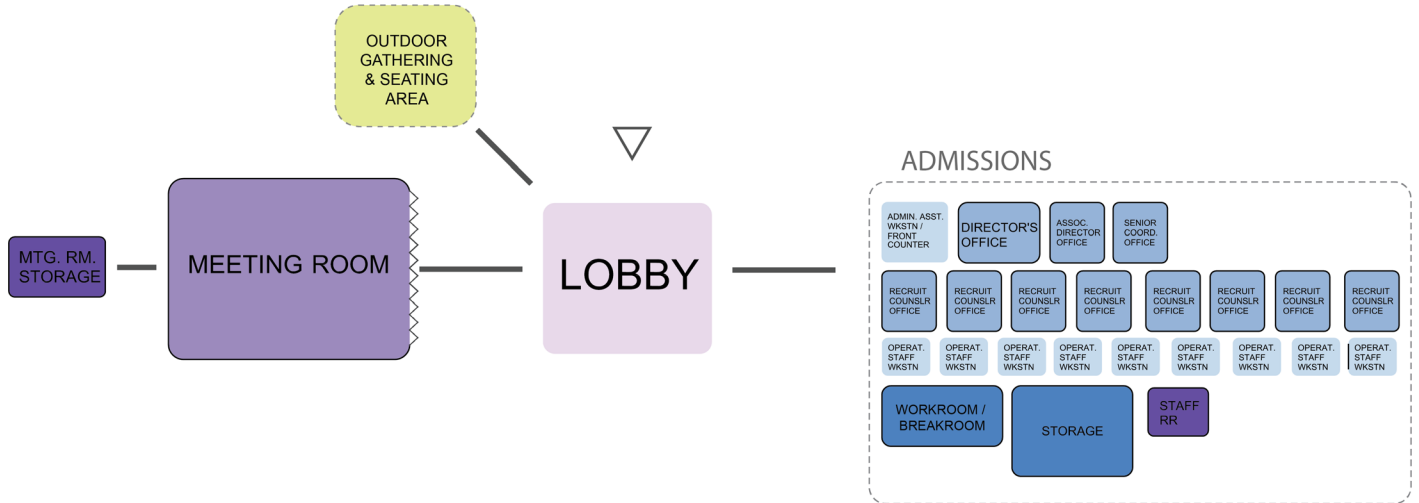 OUTDOOR
GATHERING
& SEATING
AREA
MTG. RM.
STORAGE
MEETING ROOM
LOBBY
ADMISSIONS
ADMIN. ASST.
WKSTN /
FRONT
COUNTER
DIRECTOR'S
OFFICE
ASSOC.
DIRECTOR
OFFICE
SENIOR
COORD.
OFFICE
RECRUIT
COUNSLR
OFFICE
RECRUIT
COUNSLR
OFFICE
RECRUIT
COUNSLR
OFFICE
RECRUIT
COUNSLR
OFFICE
RECRUIT
COUNSLR
OFFICE
RECRUIT
COUNSLR
OFFICE
RECRUIT
COUNSLR
OFFICE
RECRUIT
COUNSLR
OFFICE
OPERAT.
STAFF
WKSTN
OPERAT.
STAFF
WKSTN
OPERAT.
STAFF
WKSTN
OPERAT.
STAFF
WKSTN
OPERAT.
STAFF
WKSTN
OPERAT.
STAFF
WKSTN
OPERAT.
STAFF
WKSTN
OPERAT.
STAFF
WKSTN
OPERAT.
STAFF
WKSTN
WORKROOM /
BREAKROOM
STORAGE
STAFF
RR